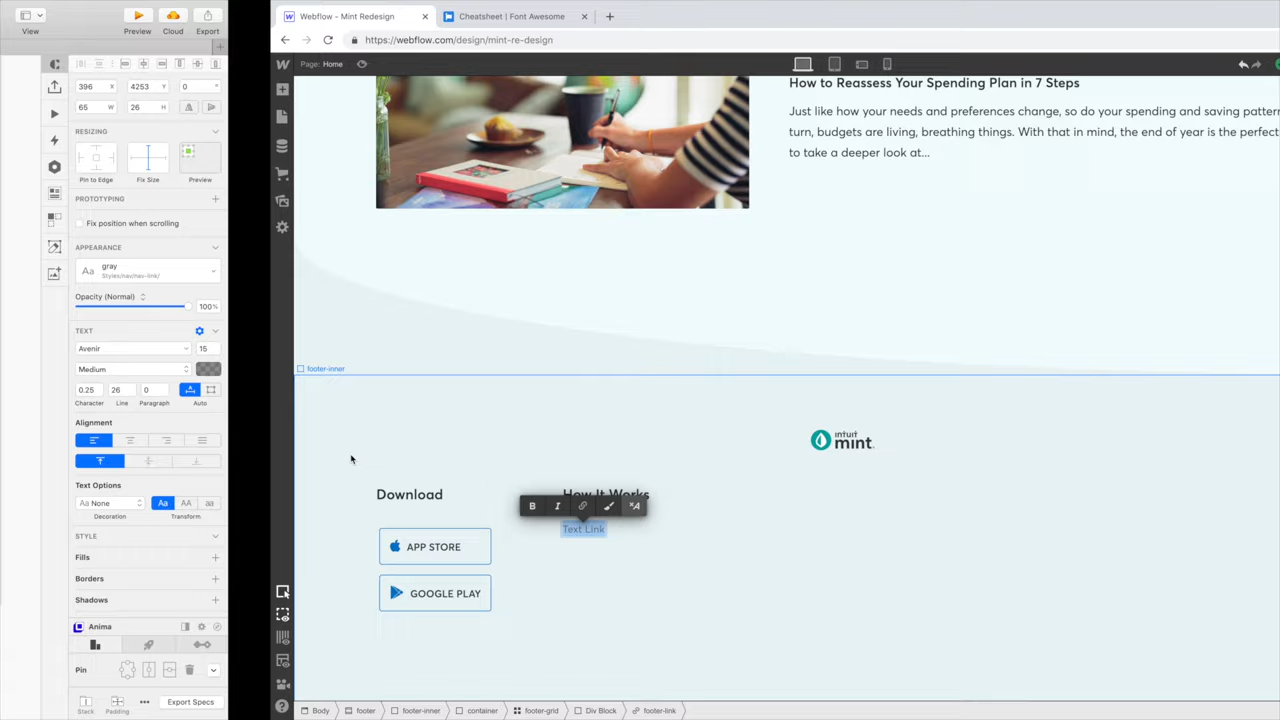 View
Preview
Cloud
Export
396 X
4253 Y
0 °
65 W
26 H
RESIZING
Pin to Edge
Fix Size
Preview
PROTOTYPING
Fix position when scrolling
APPEARANCE
Aa
gray
Styles/nav/nav-link/
Opacity (Normal)
100%
TEXT
Avenir
15
Medium
0.25
26
0
Character
Line
Paragraph
Auto
Alignment
Text Options
Aa None
Aa
AA
aa
Decoration
Transform
STYLE
Fills
Borders
Shadows
Anima
Pin
Stack
Padding
Export Specs
Webflow - Mint Redesign
Cheatsheet | Font Awesome
https://webflow.com/design/mint-re-design
Page: Home
How to Reassess Your Spending Plan in 7 Steps
Just like how your needs and preferences change, so do your spending and saving pattern
turn, budgets are living, breathing things. With that in mind, the end of year is the perfect
to take a deeper look at...
footer-inner
intuit
mint.
Download
How It Works
B I
Text Link
APP STORE
GOOGLE PLAY
Body
footer
footer-inner
container
footer-grid
Div Block
footer-link